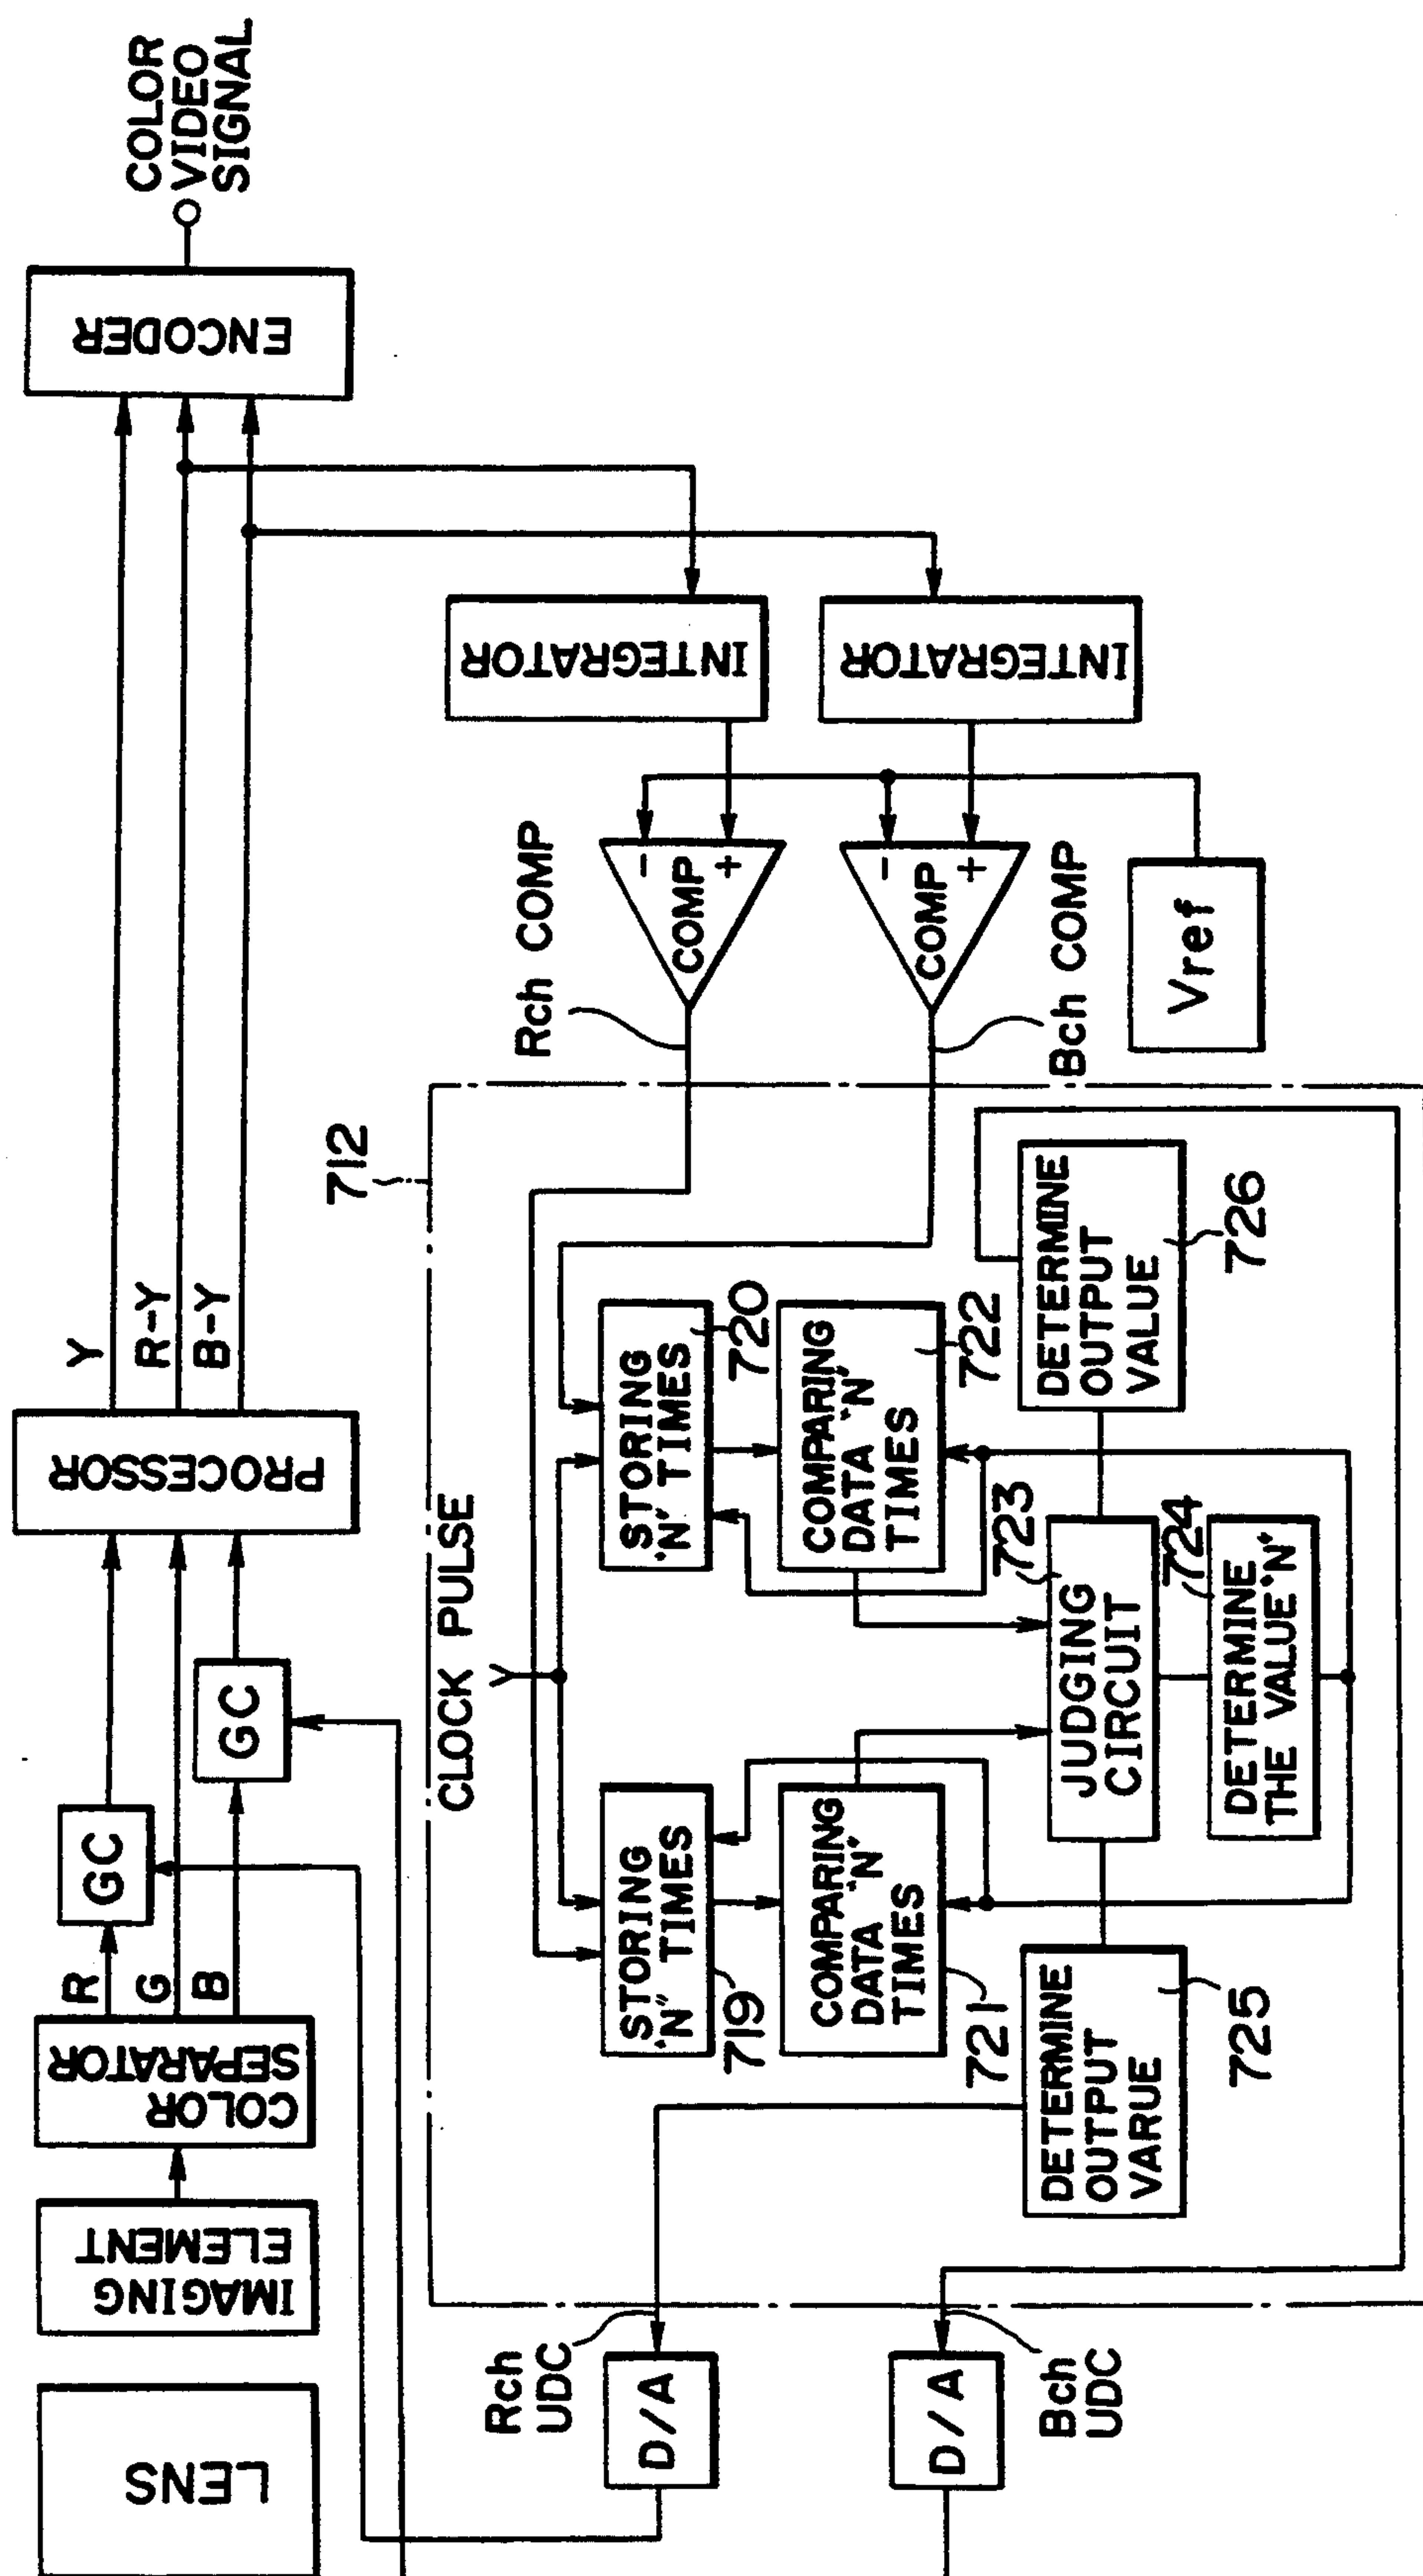 LENS
IMAGING
ELEMENT
COLOR
SEPARATOR
R
G
B
GC
GC
PROCESSOR
Y
R-Y
B-Y
ENCODER
COLOR
VIDEO
SIGNAL
INTEGRATOR
INTEGRATOR
- COMP +
- COMP +
Rch COMP
Bch COMP
Vref
712
CLOCK PULSE
STORING
"N" TIMES
719
STORING
"N" TIMES
720
COMPARING
DATA "N"
TIMES
721
COMPARING
DATA "N"
TIMES
722
JUDGING
CIRCUIT
723
DETERMINE
THE VALUE "N"
724
DETERMINE
OUTPUT
VARUE
725
DETERMINE
OUTPUT
VALUE
726
Rch
UDC
D/A
Bch
UDC
D/A